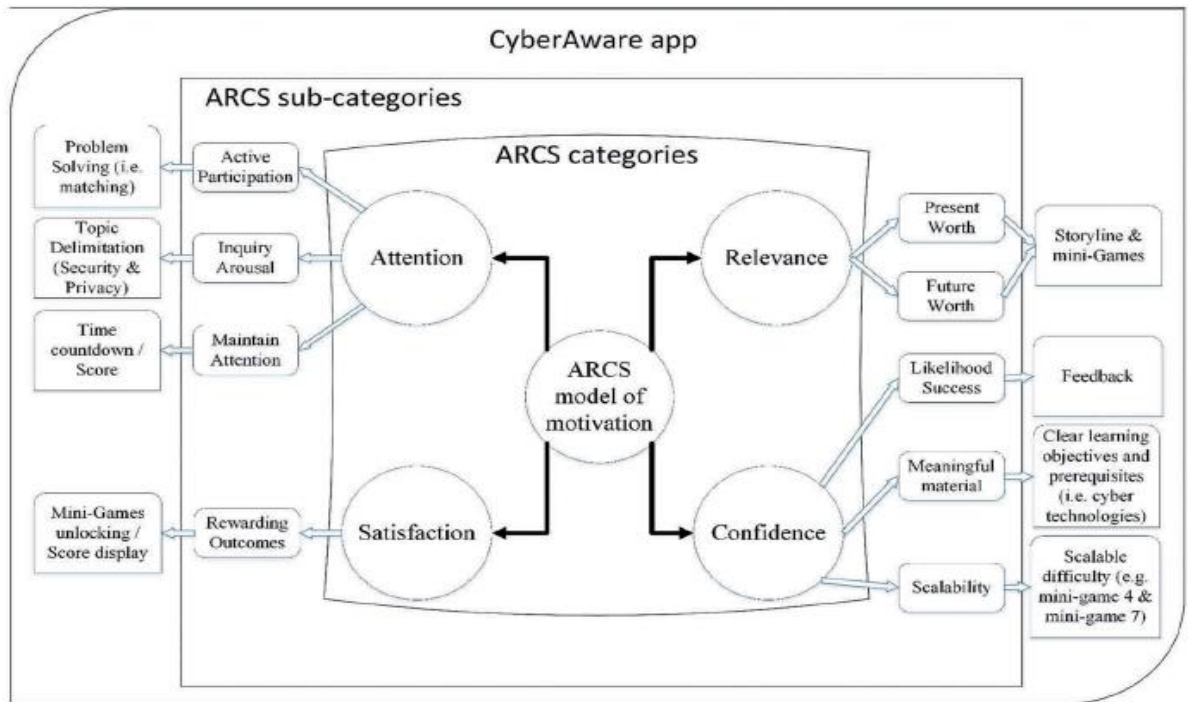 CyberAware app
ARCS sub-categories
ARCS categories
Problem
Solving (i.e.
matching)
Active
Participation
Topic
Delimitation
(Security &
Privacy)
Inquiry
Arousal
Attention
Time
countdown /
Score
Maintain
Attention
Relevance
Present
Worth
Future
Worth
Storyline &
mini-Games
ARCS
model of
motivation
Mini-Games
unlocking /
Score display
Rewarding
Outcomes
Satisfaction
Confidence
Likelihood
Success
Feedback
Meaningful
material
Clear learning
objectives and
prerequisites
(i.e. cyber
technologies)
Scalability
Scalable
difficulty (e.g.
mini-game 4 &
mini-game 7)